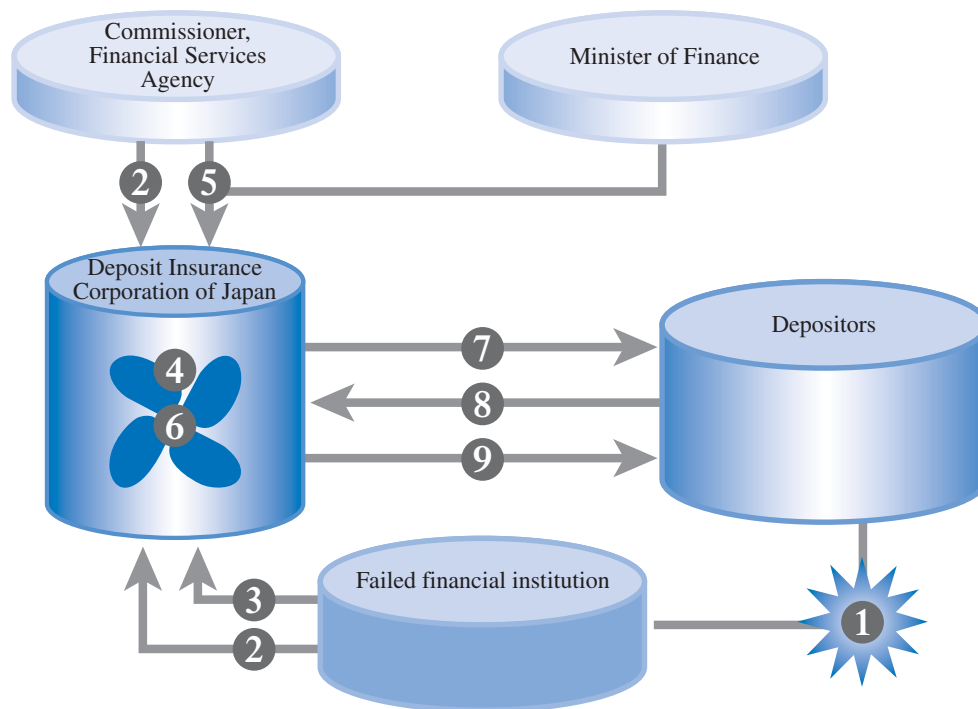 Commissioner,
Financial Services
Agency
Minister of Finance
2
5
Deposit Insurance
Corporation of Japan
Depositors
4
7
8
6
9
Failed financial institution
3
1
2